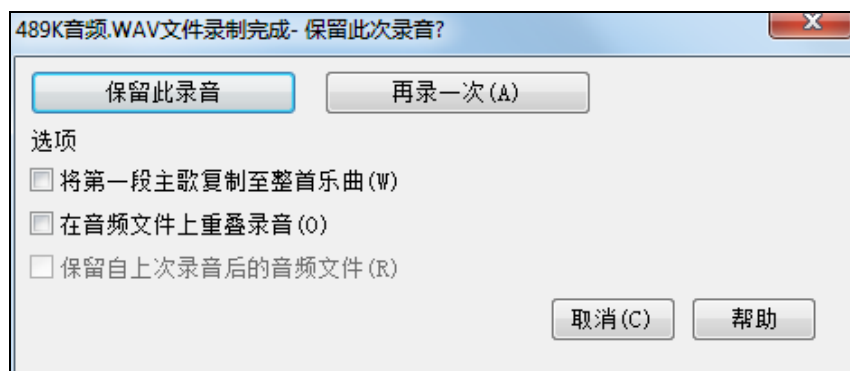 489K音频.WAV文件录制完成- 保留此次录音?
保留此录音 再录一次(A)
选项
将第一段主歌复制至整首乐曲(W)
在音频文件上重叠录音(O)
保留自上次录音后的音频文件(R)
取消(C) 帮助